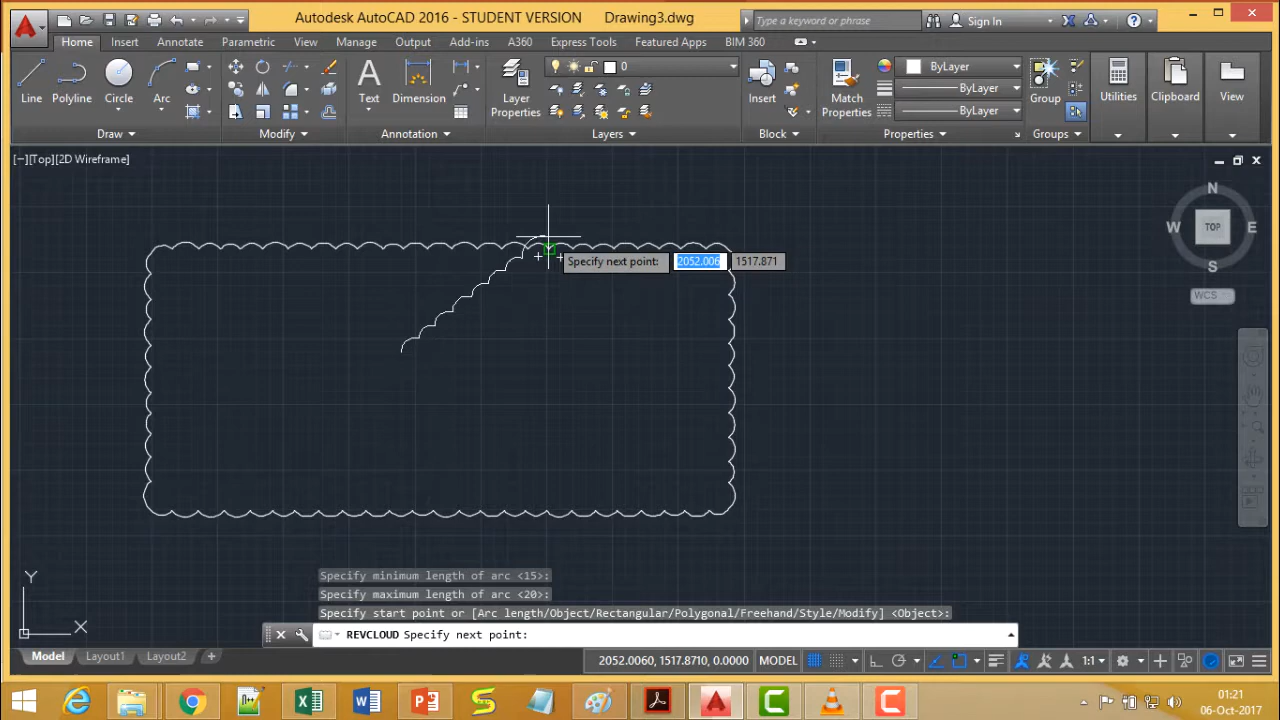 Autodesk AutoCAD 2016 - STUDENT VERSION Drawing3.dwg
Type a keyword or phrase
Sign In
Home Insert Annotate Parametric View Manage Output Add-ins A360 Express Tools Featured Apps BIM 360
Line Polyline Circle Arc
Text Dimension
Layer Properties
0
Insert
Match Properties
ByLayer
ByLayer
ByLayer
Group
Utilities Clipboard View
Draw Modify Annotation Layers Block Properties Groups
[−][Top][2D Wireframe]
N
W TOP E
S
WCS
Specify next point: 2052.006 1517.871
Specify minimum length of arc <15>:
Specify maximum length of arc <20>:
Specify start point or [Arc length/Object/Rectangular/Polygonal/Freehand/Style/Modify] <Object>:
REVCLOUD Specify next point:
Y
X
Model Layout1 Layout2 +
2052.0060, 1517.8710, 0.0000 MODEL
1:1
01:21
06-Oct-2017